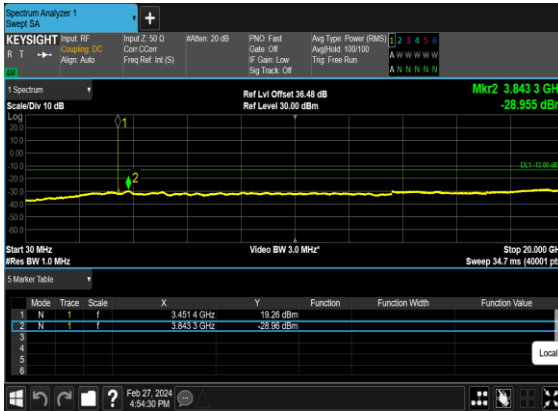 Spectrum Analyzer 1
Swept SA
+
KEYSIGHT Input: RF Input Z: 50 Ω #Atten: 20 dB PNO: Fast Avg Type: Power (RMS) 1 2 3 4 5 6
R T Coupling: DC Corr CCorr Gate: Off Avg|Hold: 100/100 A W W W W W
Align: Auto Freq Ref: Int (S) IF Gain: Low Trig: Free Run
Sig Track: Off A N N N N N
1 Spectrum Ref Lvl Offset 36.48 dB Mkr2 3.843 3 GH
Scale/Div 10 dB Ref Level 30.00 dBm -28.955 dBm
Log
20.0
10.0
0.00
-10.0
-20.0
-30.0
-40.0
-50.0
-60.0
1
2
DL1 -13.00 dB
Start 30 MHz Video BW 3.0 MHz* Stop 20.000 GH
#Res BW 1.0 MHz Sweep 34.7 ms (40001 pt
5 Marker Table
Mode Trace Scale X Y Function Function Width Function Value
1 N 1 f 3.451 4 GHz 19.26 dBm
2 N 1 f 3.843 3 GHz -28.96 dBm
3
4
5
6
Local
? Feb 27, 2024
4:54:30 PM